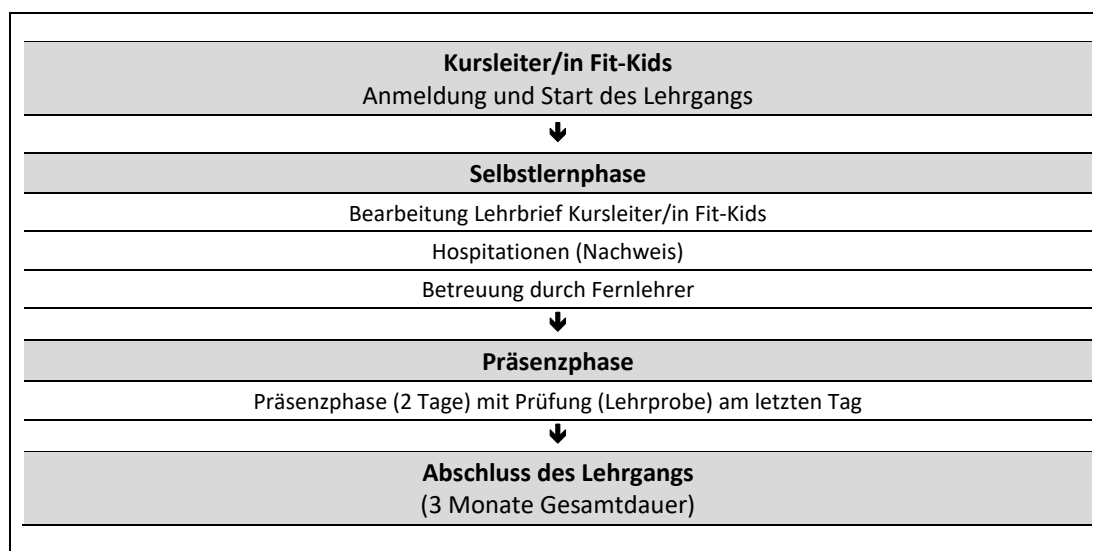 Kursleiter/in Fit-Kids
Anmeldung und Start des Lehrgangs
🡻
Selbstlernphase
Bearbeitung Lehrbrief Kursleiter/in Fit-Kids
Hospitationen (Nachweis)
Betreuung durch Fernlehrer
🡻
Präsenzphase
Präsenzphase (2 Tage) mit Prüfung (Lehrprobe) am letzten Tag
🡻
Abschluss des Lehrgangs
(3 Monate Gesamtdauer)